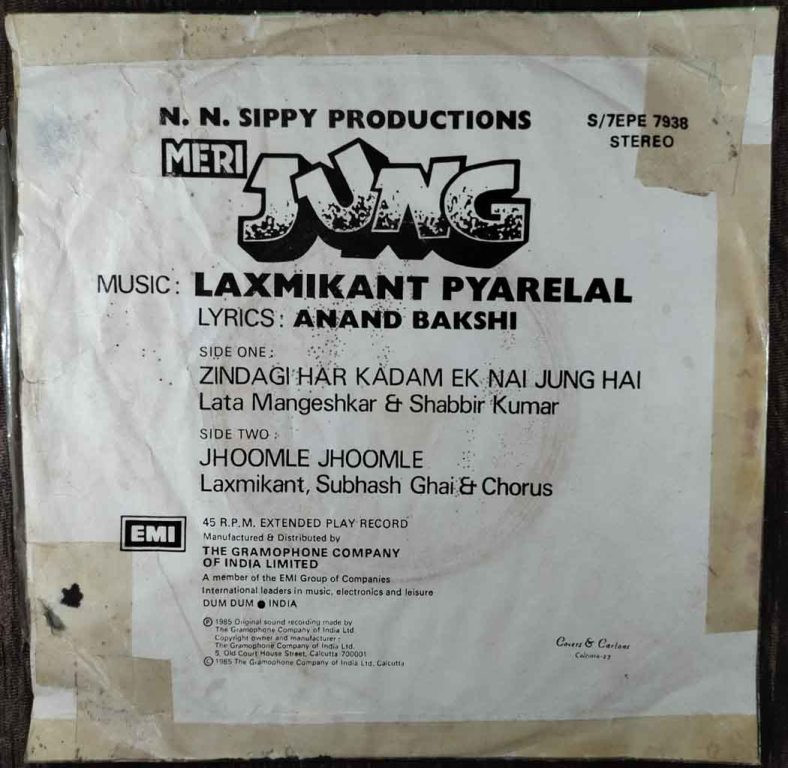 N. N. SIPPY PRODUCTIONS
S/7EPE 7938
STEREO
MERI
JUNG
MUSIC: LAXMIKANT PYARELAL
LYRICS: ANAND BAKSHI
SIDE ONE:
ZINDAGI HAR KADAM EK NAI JUNG HAI
Lata Mangeshkar & Shabbir Kumar
SIDE TWO:
JHOOMLE JHOOMLE
Laxmikant, Subhash Ghai & Chorus
EMI
45 R.P.M. EXTENDED PLAY RECORD
Manufactured & Distributed by
THE GRAMOPHONE COMPANY
OF INDIA LIMITED
A member of the EMI Group of Companies
International leaders in music, electronics and leisure
DUM DUM ● INDIA
℗ 1985 Original sound recording made by
The Gramophone Company of India Ltd.
Copyright owner and manufacturer:
The Gramophone Company of India Ltd.
5, Old Court House Street, Calcutta 700001
© 1985 The Gramophone Company of India Ltd, Calcutta
Covers & Cartons